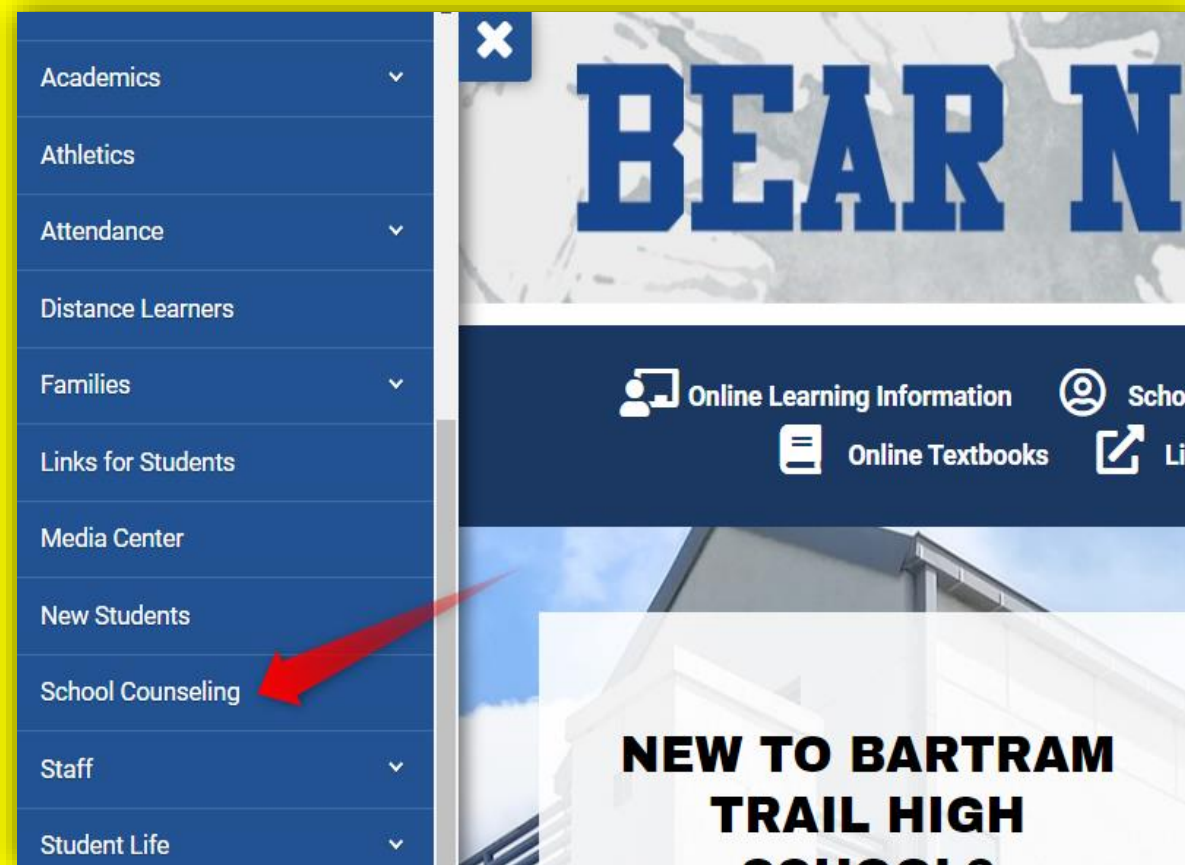 Academics
Athletics
Attendance
Distance Learners
Families
Links for Students
Media Center
New Students
School Counseling
Staff
Student Life
BEAR N
Online Learning Information Scho
Online Textbooks Li
NEW TO BARTRAM
TRAIL HIGH